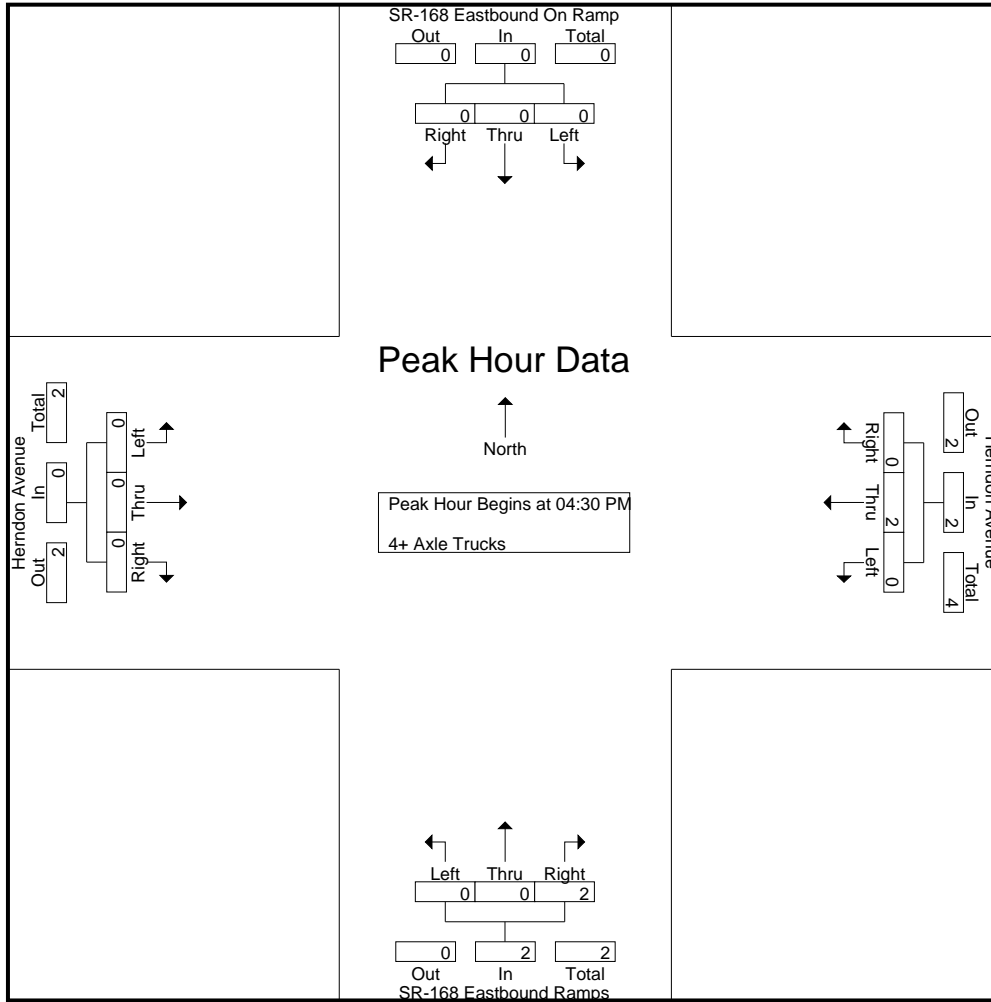 SR-168 Eastbound On Ramp
Out In Total
0 0 0
0 0 0
Right Thru Left
Peak Hour Data
North
Peak Hour Begins at 04:30 PM
4+ Axle Trucks
Herndon Avenue
Out In Total
2 0 2
Left Thru Right
0 0 0
Herndon Avenue
Out In Total
2 2 4
Right Thru Left
0 2 0
Left Thru Right
0 0 2
0 2 2
Out In Total
SR-168 Eastbound Ramps